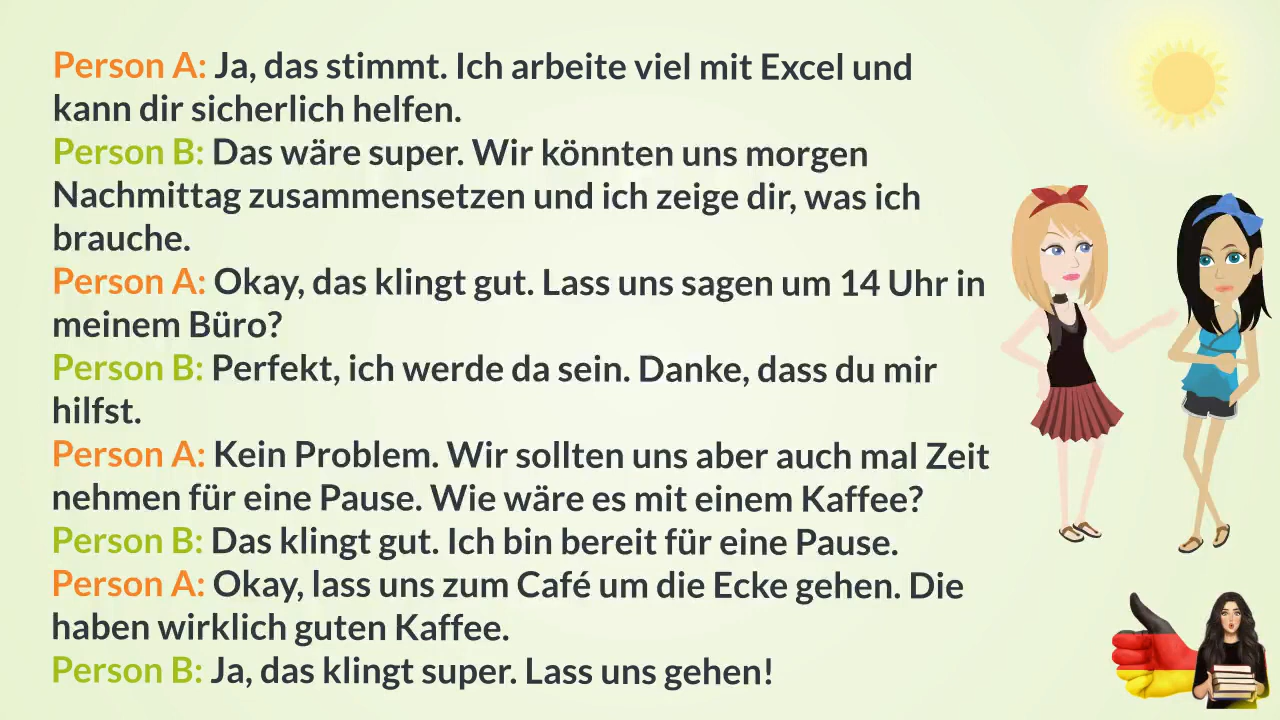 Person A: Ja, das stimmt. Ich arbeite viel mit Excel und
kann dir sicherlich helfen.
Person B: Das wäre super. Wir könnten uns morgen
Nachmittag zusammensetzen und ich zeige dir, was ich
brauche.
Person A: Okay, das klingt gut. Lass uns sagen um 14 Uhr in
meinem Büro?
Person B: Perfekt, ich werde da sein. Danke, dass du mir
hilfst.
Person A: Kein Problem. Wir sollten uns aber auch mal Zeit
nehmen für eine Pause. Wie wäre es mit einem Kaffee?
Person B: Das klingt gut. Ich bin bereit für eine Pause.
Person A: Okay, lass uns zum Café um die Ecke gehen. Die
haben wirklich guten Kaffee.
Person B: Ja, das klingt super. Lass uns gehen!